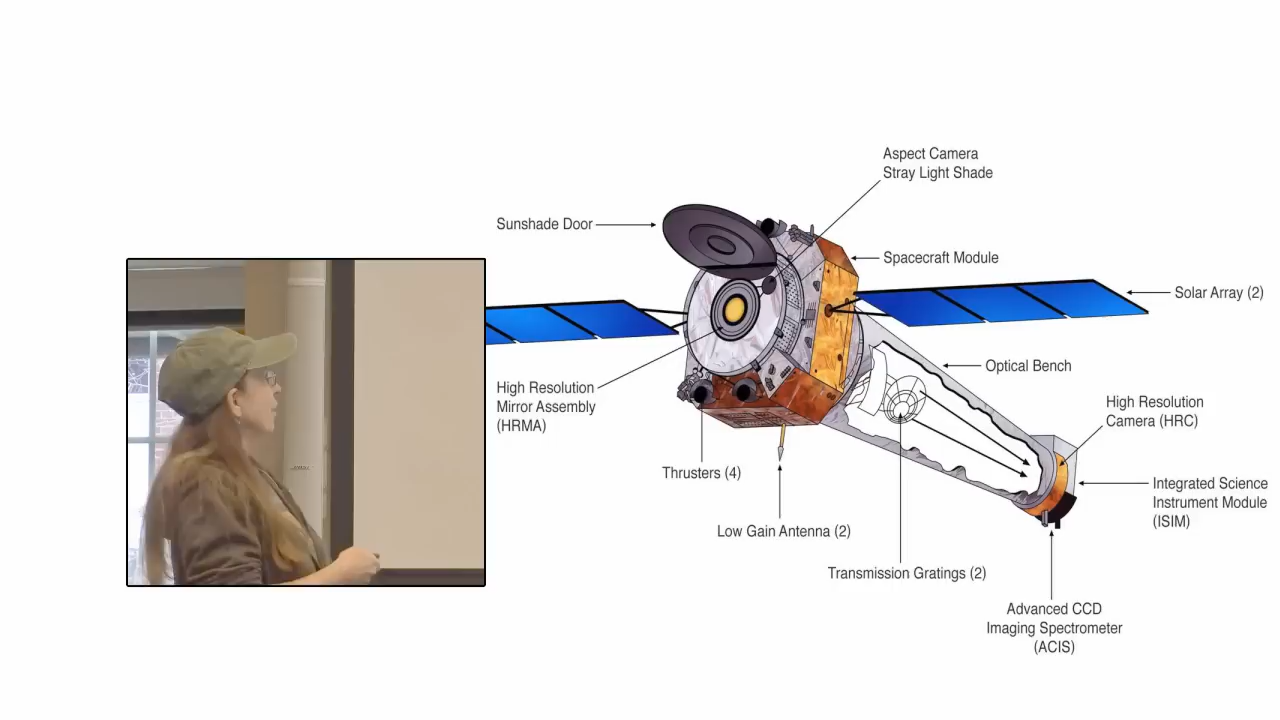 Aspect Camera
Stray Light Shade
Sunshade Door
Spacecraft Module
Solar Array (2)
Optical Bench
High Resolution
Mirror Assembly
(HRMA)
High Resolution
Camera (HRC)
Thrusters (4)
Integrated Science
Instrument Module
(ISIM)
Low Gain Antenna (2)
Transmission Gratings (2)
Advanced CCD
Imaging Spectrometer
(ACIS)